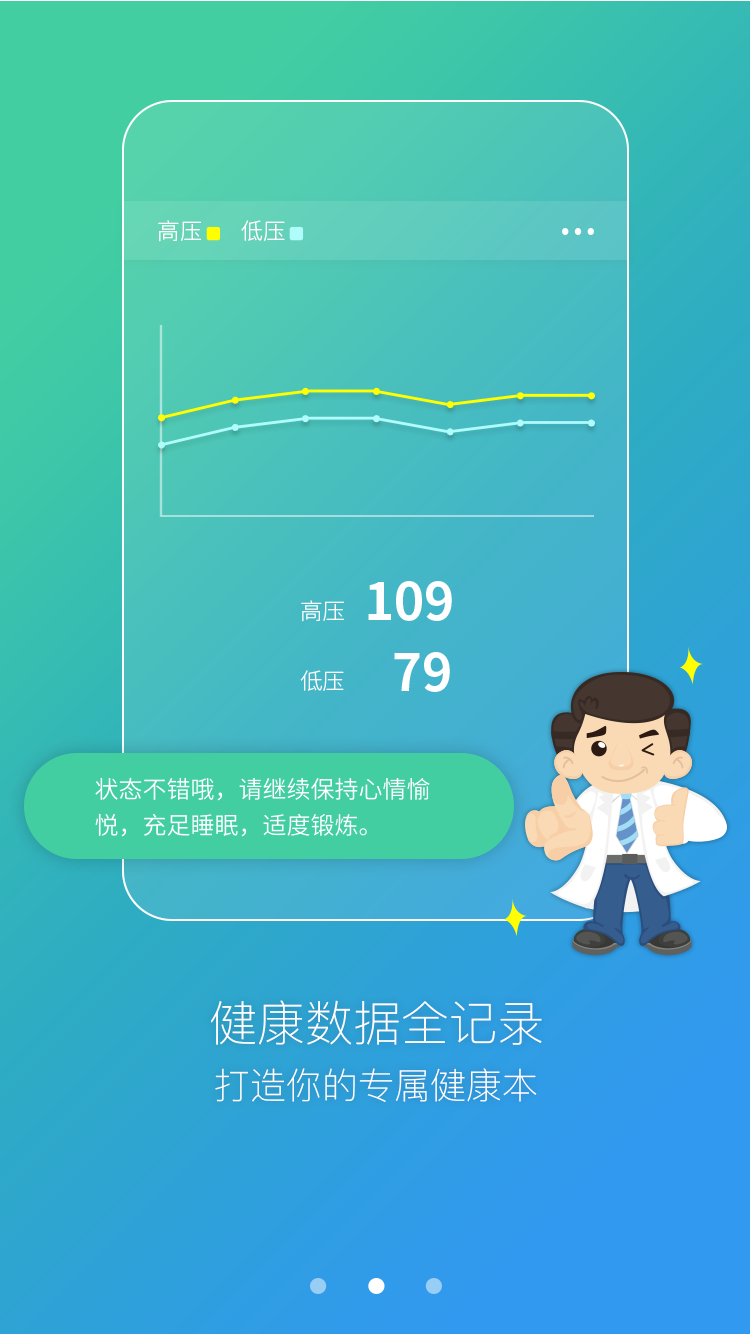 高压 低压
高压 109
低压 79
状态不错哦，请继续保持心情愉
悦，充足睡眠，适度锻炼。
健康数据全记录
打造你的专属健康本